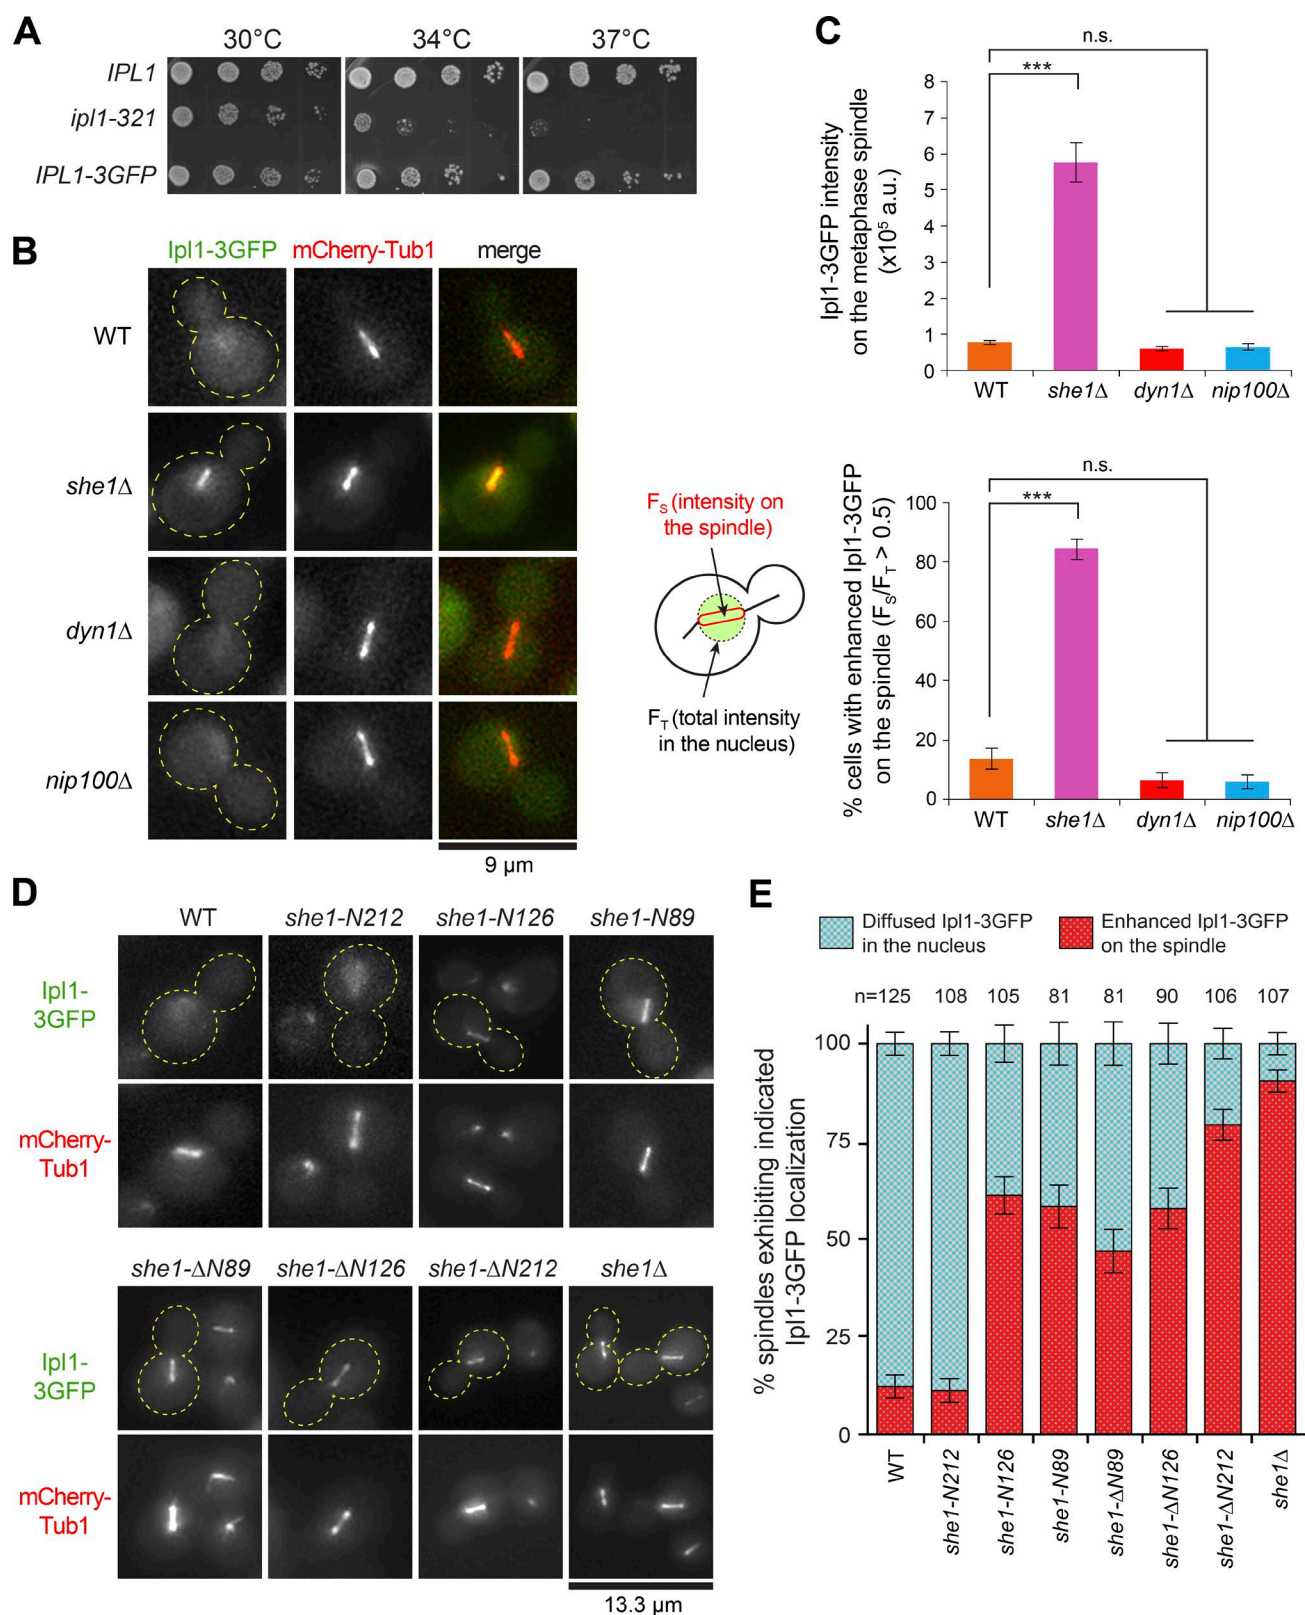 A
30°C 34°C 37°C
IPL1
ipl1-321
IPL1-3GFP
B
Ipl1-3GFP mCherry-Tub1 merge
WT
she1Δ
dyn1Δ
nip100Δ
9 µm
F_S (intensity on
the spindle)
F_T (total intensity
in the nucleus)
C
n.s.
***
Ipl1-3GFP intensity
on the metaphase spindle
(x10⁵ a.u.)
8
7
6
5
4
3
2
1
0
WT she1Δ dyn1Δ nip100Δ
n.s.
***
% cells with enhanced Ipl1-3GFP
on the spindle (F_S/F_T > 0.5)
100
80
60
40
20
0
WT she1Δ dyn1Δ nip100Δ
D
WT she1-N212 she1-N126 she1-N89
Ipl1-
3GFP
mCherry-
Tub1
she1-ΔN89 she1-ΔN126 she1-ΔN212 she1Δ
Ipl1-
3GFP
mCherry-
Tub1
13.3 µm
E
Diffused Ipl1-3GFP
in the nucleus
Enhanced Ipl1-3GFP
on the spindle
n=125 108 105 81 81 90 106 107
% spindles exhibiting indicated
Ipl1-3GFP localization
100
75
50
25
0
WT
she1-N212
she1-N126
she1-N89
she1-ΔN89
she1-ΔN126
she1-ΔN212
she1Δ